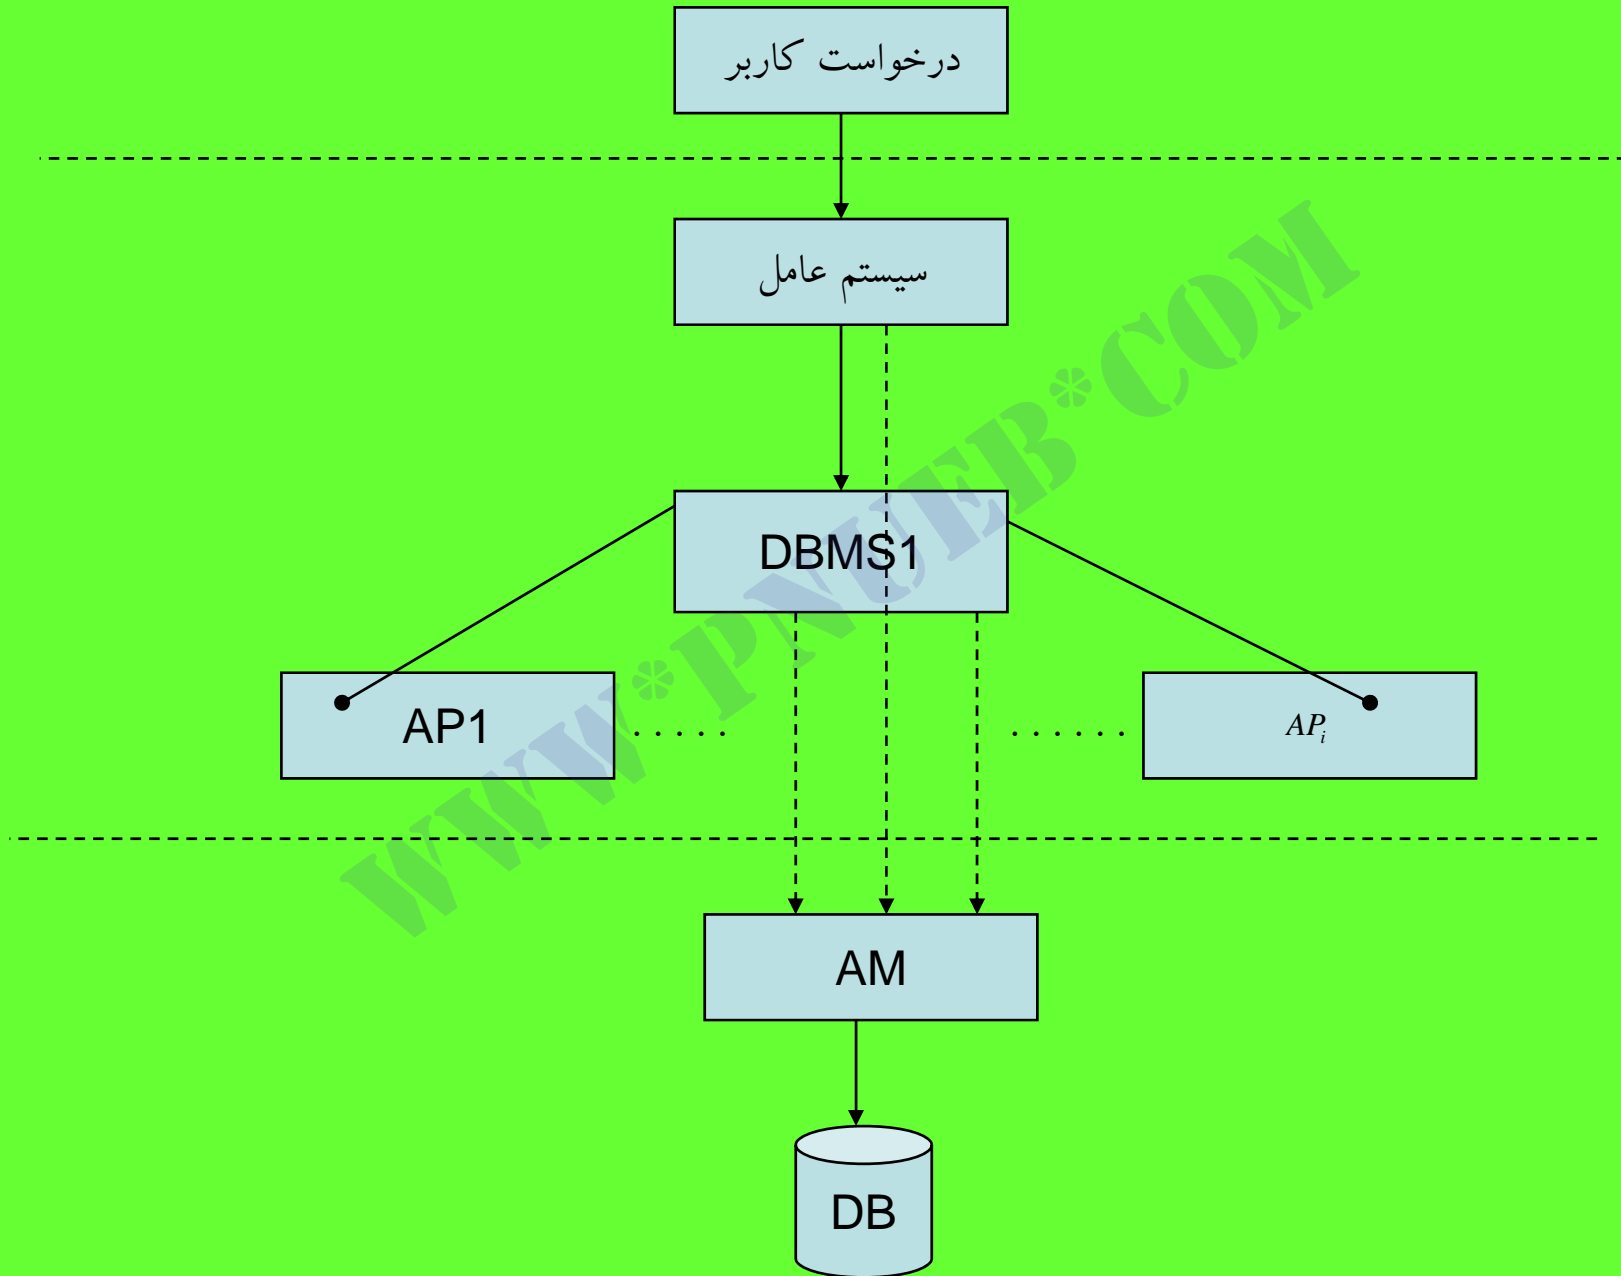 درخواست کاربر
سیستم عامل
DBMS1
AP1
. . . . .
. . . . . .
APᵢ
AM
DB
WWW*PNUEB*COM